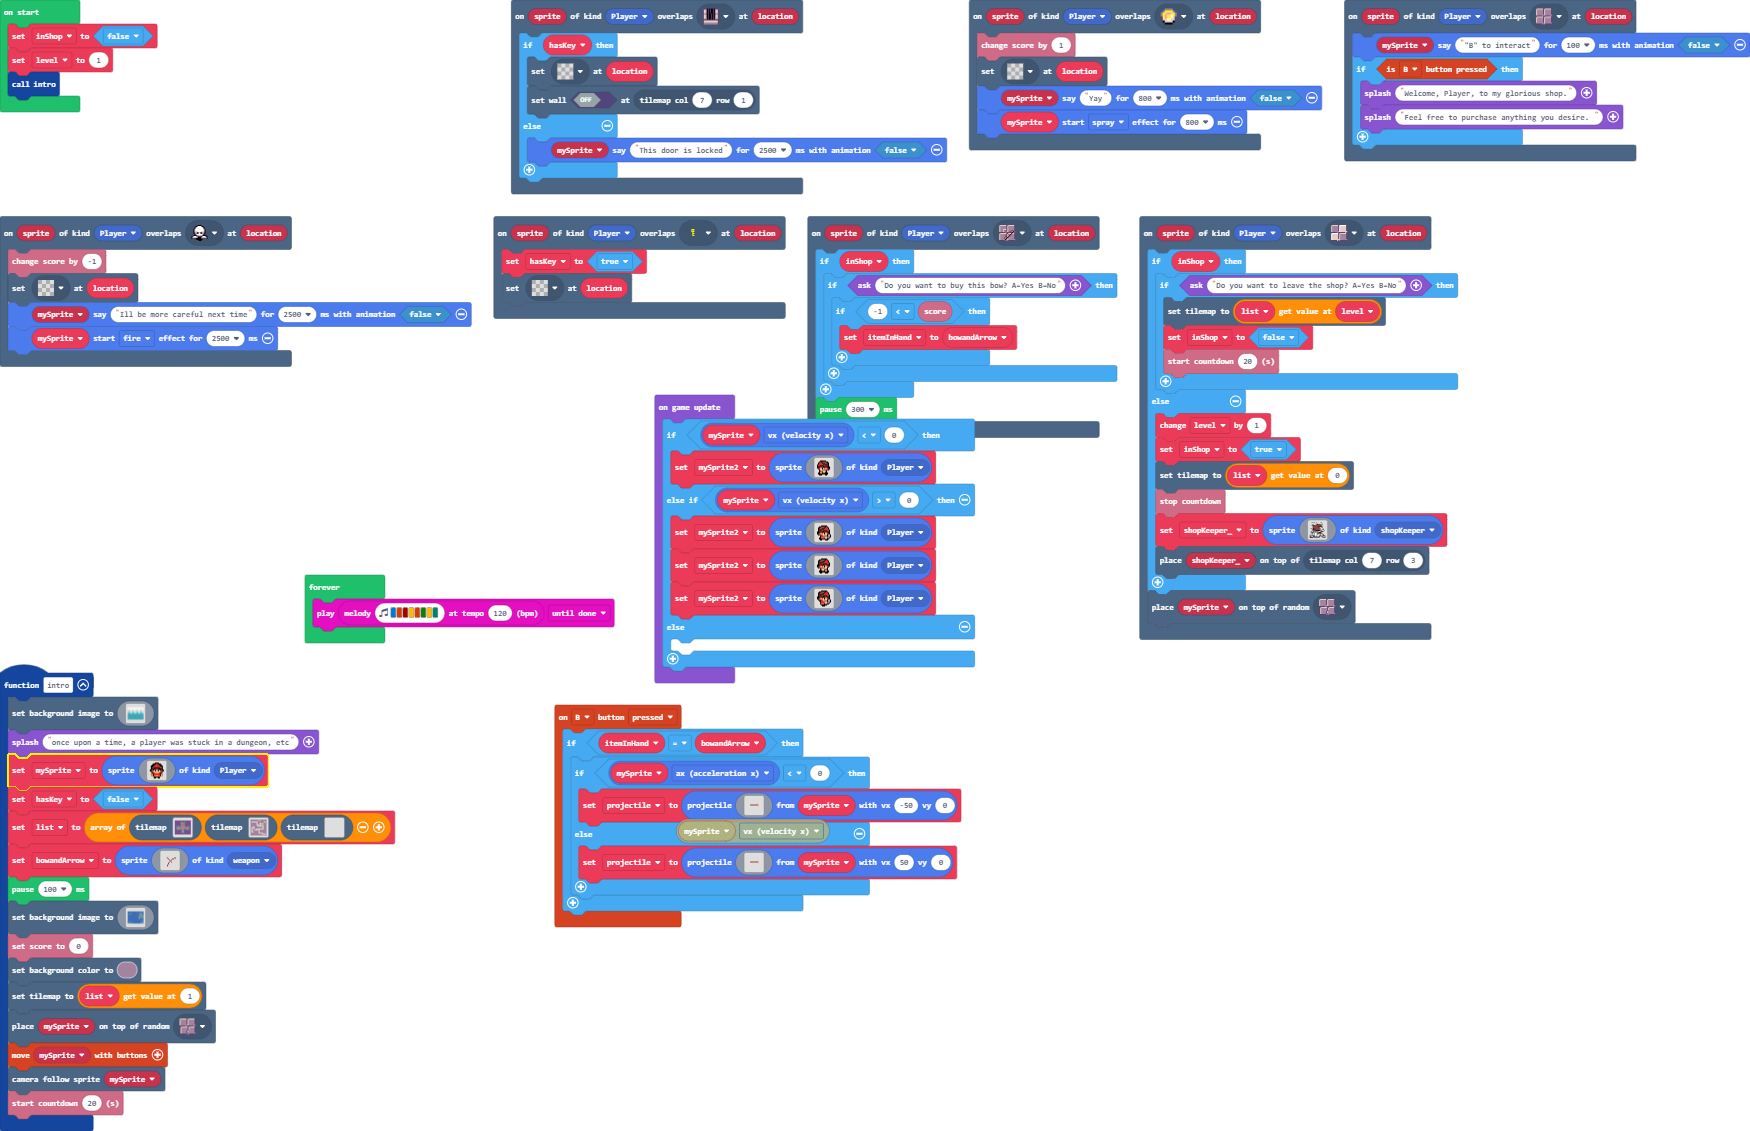 on start
set inShop to false
set level to 1
call intro
on sprite of kind Player overlaps at location
if hasKey then
set at location
set wall OFF at tilemap col 7 row 1
else
mySprite say "This door is locked" for 2500 ms with animation false
on sprite of kind Player overlaps at location
change score by 1
set at location
mySprite say "Yay" for 800 ms with animation false
mySprite start spray effect for 800 ms
on sprite of kind Player overlaps at location
mySprite say ""B" to interact" for 100 ms with animation false
if is B button pressed then
splash "Welcome, Player, to my glorious shop."
splash "Feel free to purchase anything you desire. "
on sprite of kind Player overlaps at location
change score by -1
set at location
mySprite say "Ill be more careful next time" for 2500 ms with animation false
mySprite start fire effect for 2500 ms
on sprite of kind Player overlaps at location
set hasKey to true
set at location
on sprite of kind Player overlaps at location
if inShop then
if ask "Do you want to buy this bow? A=Yes B=No" then
if -1 < score then
set itemInHand to bowandArrow
pause 300 ms
on sprite of kind Player overlaps at location
if inShop then
if ask "Do you want to leave the shop? A=Yes B=No" then
set tilemap to list get value at level
set inShop to false
start countdown 20 (s)
else
change level by 1
set inShop to true
set tilemap to list get value at 0
stop countdown
set shopKeeper_ to sprite of kind shopKeeper
place shopKeeper_ on top of tilemap col 7 row 3
place mySprite on top of random
on game update
if mySprite vx (velocity x) < 0 then
set mySprite2 to sprite of kind Player
else if mySprite vx (velocity x) > 0 then
set mySprite2 to sprite of kind Player
set mySprite2 to sprite of kind Player
set mySprite2 to sprite of kind Player
else
forever
play melody at tempo 120 (bpm) until done
function intro
set background image to
splash "once upon a time, a player was stuck in a dungeon, etc"
set mySprite to sprite of kind Player
set hasKey to false
set list to array of tilemap tilemap tilemap
set bowandArrow to sprite of kind weapon
pause 100 ms
set background image to
set score to 0
set background color to
set tilemap to list get value at 1
place mySprite on top of random
move mySprite with buttons
camera follow sprite mySprite
start countdown 20 (s)
on B button pressed
if itemInHand = bowandArrow then
if mySprite ax (acceleration x) < 0 then
set projectile to projectile from mySprite with vx -50 vy 0
else
mySprite vx (velocity x)
set projectile to projectile from mySprite with vx 50 vy 0